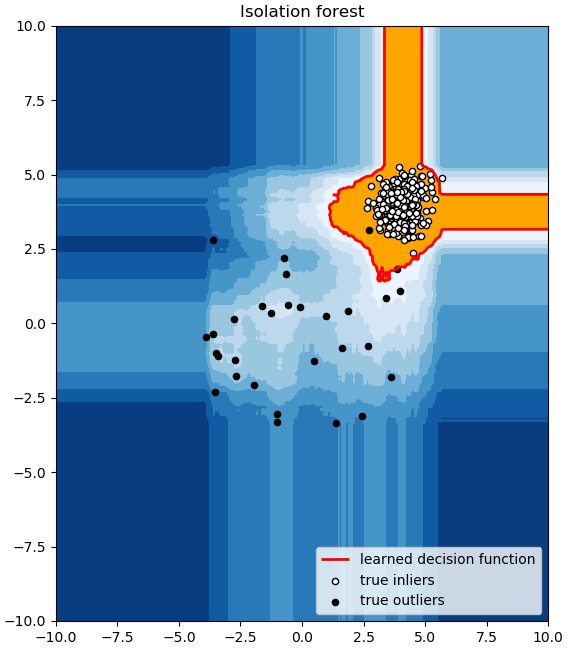 Isolation forest
10.0
7.5
5.0
2.5
0.0
−2.5
−5.0
−7.5
−10.0
−10.0 −7.5 −5.0 −2.5 0.0 2.5 5.0 7.5 10.0
learned decision function
true inliers
true outliers